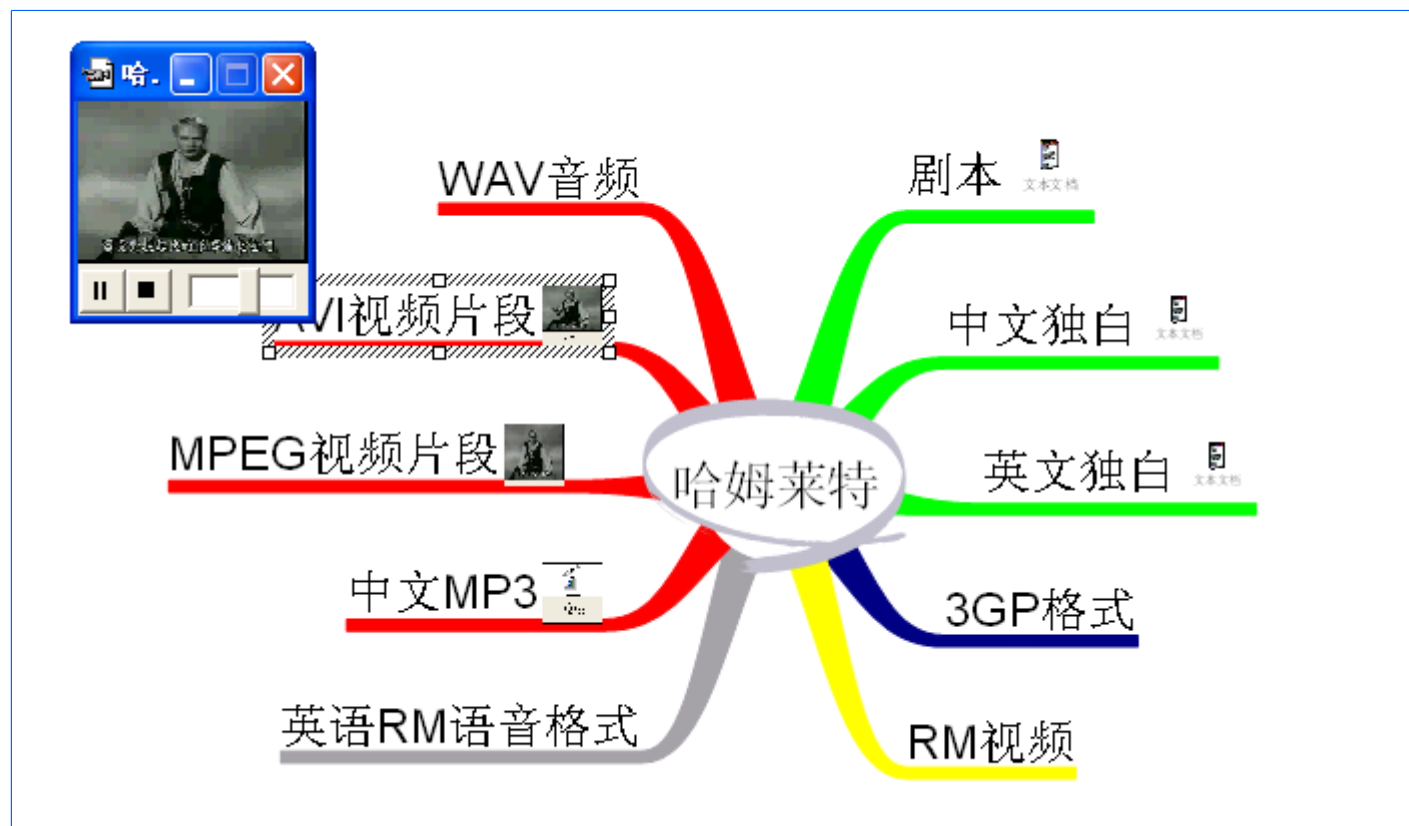 哈.
WAV音频
剧本
文本文档
VI视频片段
中文独白
文本文档
MPEG视频片段
哈姆莱特
英文独白
文本文档
中文MP3
3GP格式
英语RM语音格式
RM视频